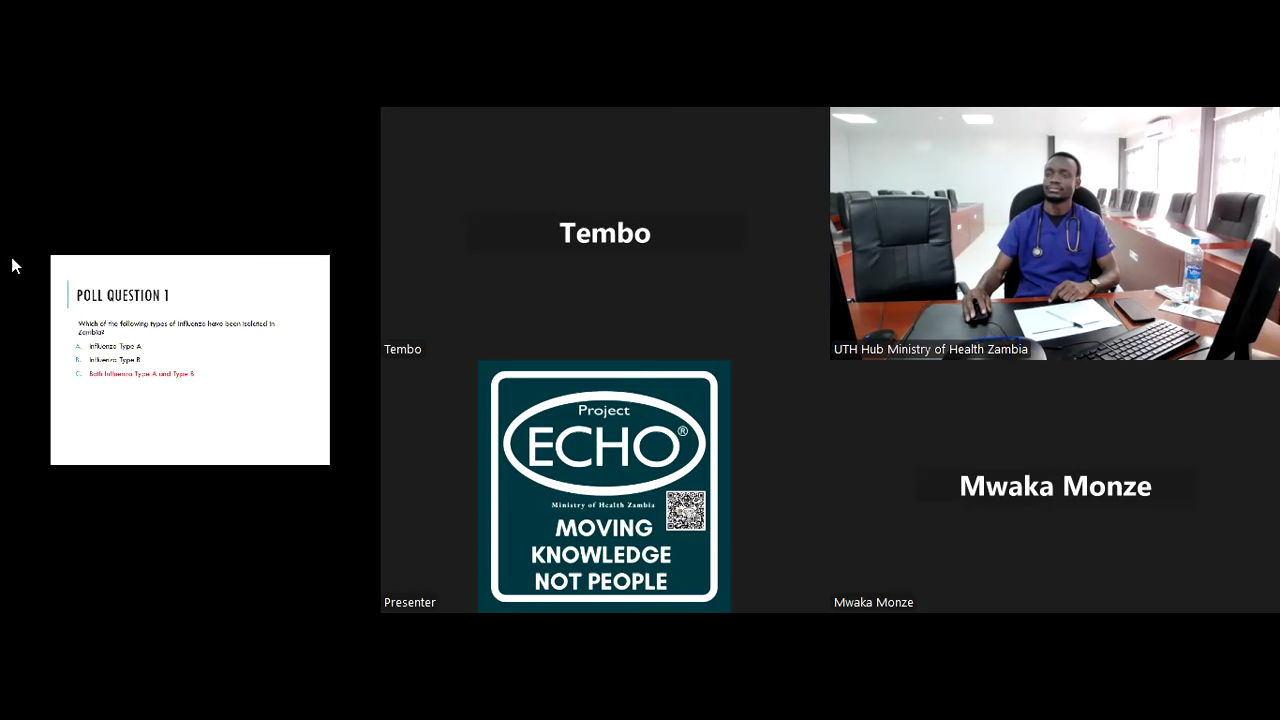 POLL QUESTION 1
Which of the following types of Influenza have been isolated in
Zambia?
A. Influenza Type A
B. Influenza Type B
C. Both Influenza Type A and Type B
Tembo
Tembo
UTH Hub Ministry of Health Zambia
Project
ECHO®
Ministry of Health Zambia
MOVING
KNOWLEDGE
NOT PEOPLE
Presenter
Mwaka Monze
Mwaka Monze